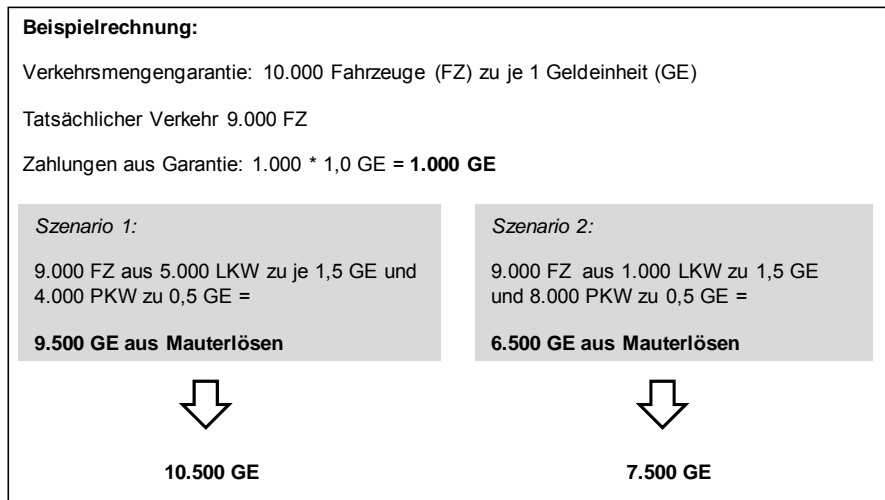 Beispielrechnung:
Verkehrsmengengarantie: 10.000 Fahrzeuge (FZ) zu je 1 Geldeinheit (GE)
Tatsächlicher Verkehr 9.000 FZ
Zahlungen aus Garantie: 1.000 * 1,0 GE = 1.000 GE
Szenario 1:
9.000 FZ aus 5.000 LKW zu je 1,5 GE und
4.000 PKW zu 0,5 GE =
9.500 GE aus Mauterlösen
10.500 GE
Szenario 2:
9.000 FZ aus 1.000 LKW zu 1,5 GE
und 8.000 PKW zu 0,5 GE =
6.500 GE aus Mauterlösen
7.500 GE